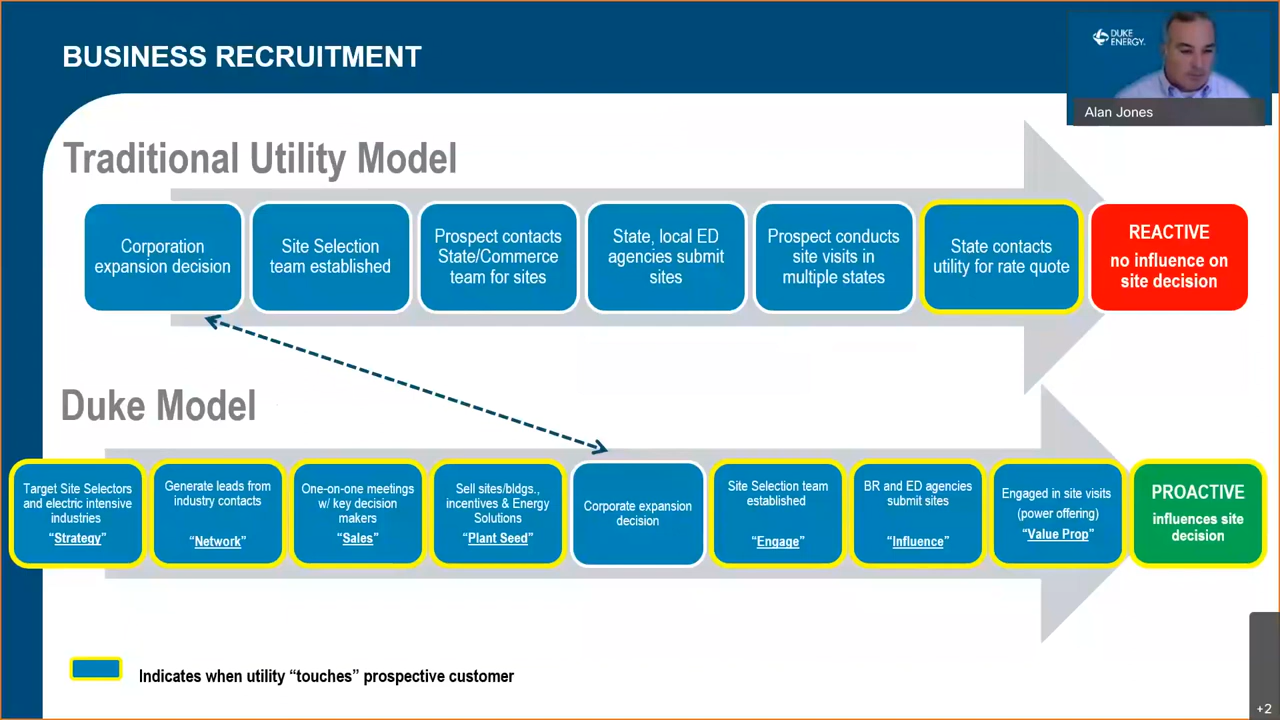 BUSINESS RECRUITMENT
DUKE
ENERGY.
Alan Jones
Traditional Utility Model
Corporation
expansion decision
Site Selection
team established
Prospect contacts
State/Commerce
team for sites
State, local ED
agencies submit
sites
Prospect conducts
site visits in
multiple states
State contacts
utility for rate quote
REACTIVE
no influence on
site decision
Duke Model
Target Site Selectors
and electric intensive
industries
“Strategy”
Generate leads from
industry contacts
“Network”
One-on-one meetings
w/ key decision
makers
“Sales”
Sell sites/bldgs.,
incentives & Energy
Solutions
“Plant Seed”
Corporate expansion
decision
Site Selection team
established
“Engage”
BR and ED agencies
submit sites
“Influence”
Engaged in site visits
(power offering)
“Value Prop”
PROACTIVE
influences site
decision
Indicates when utility “touches” prospective customer
+2